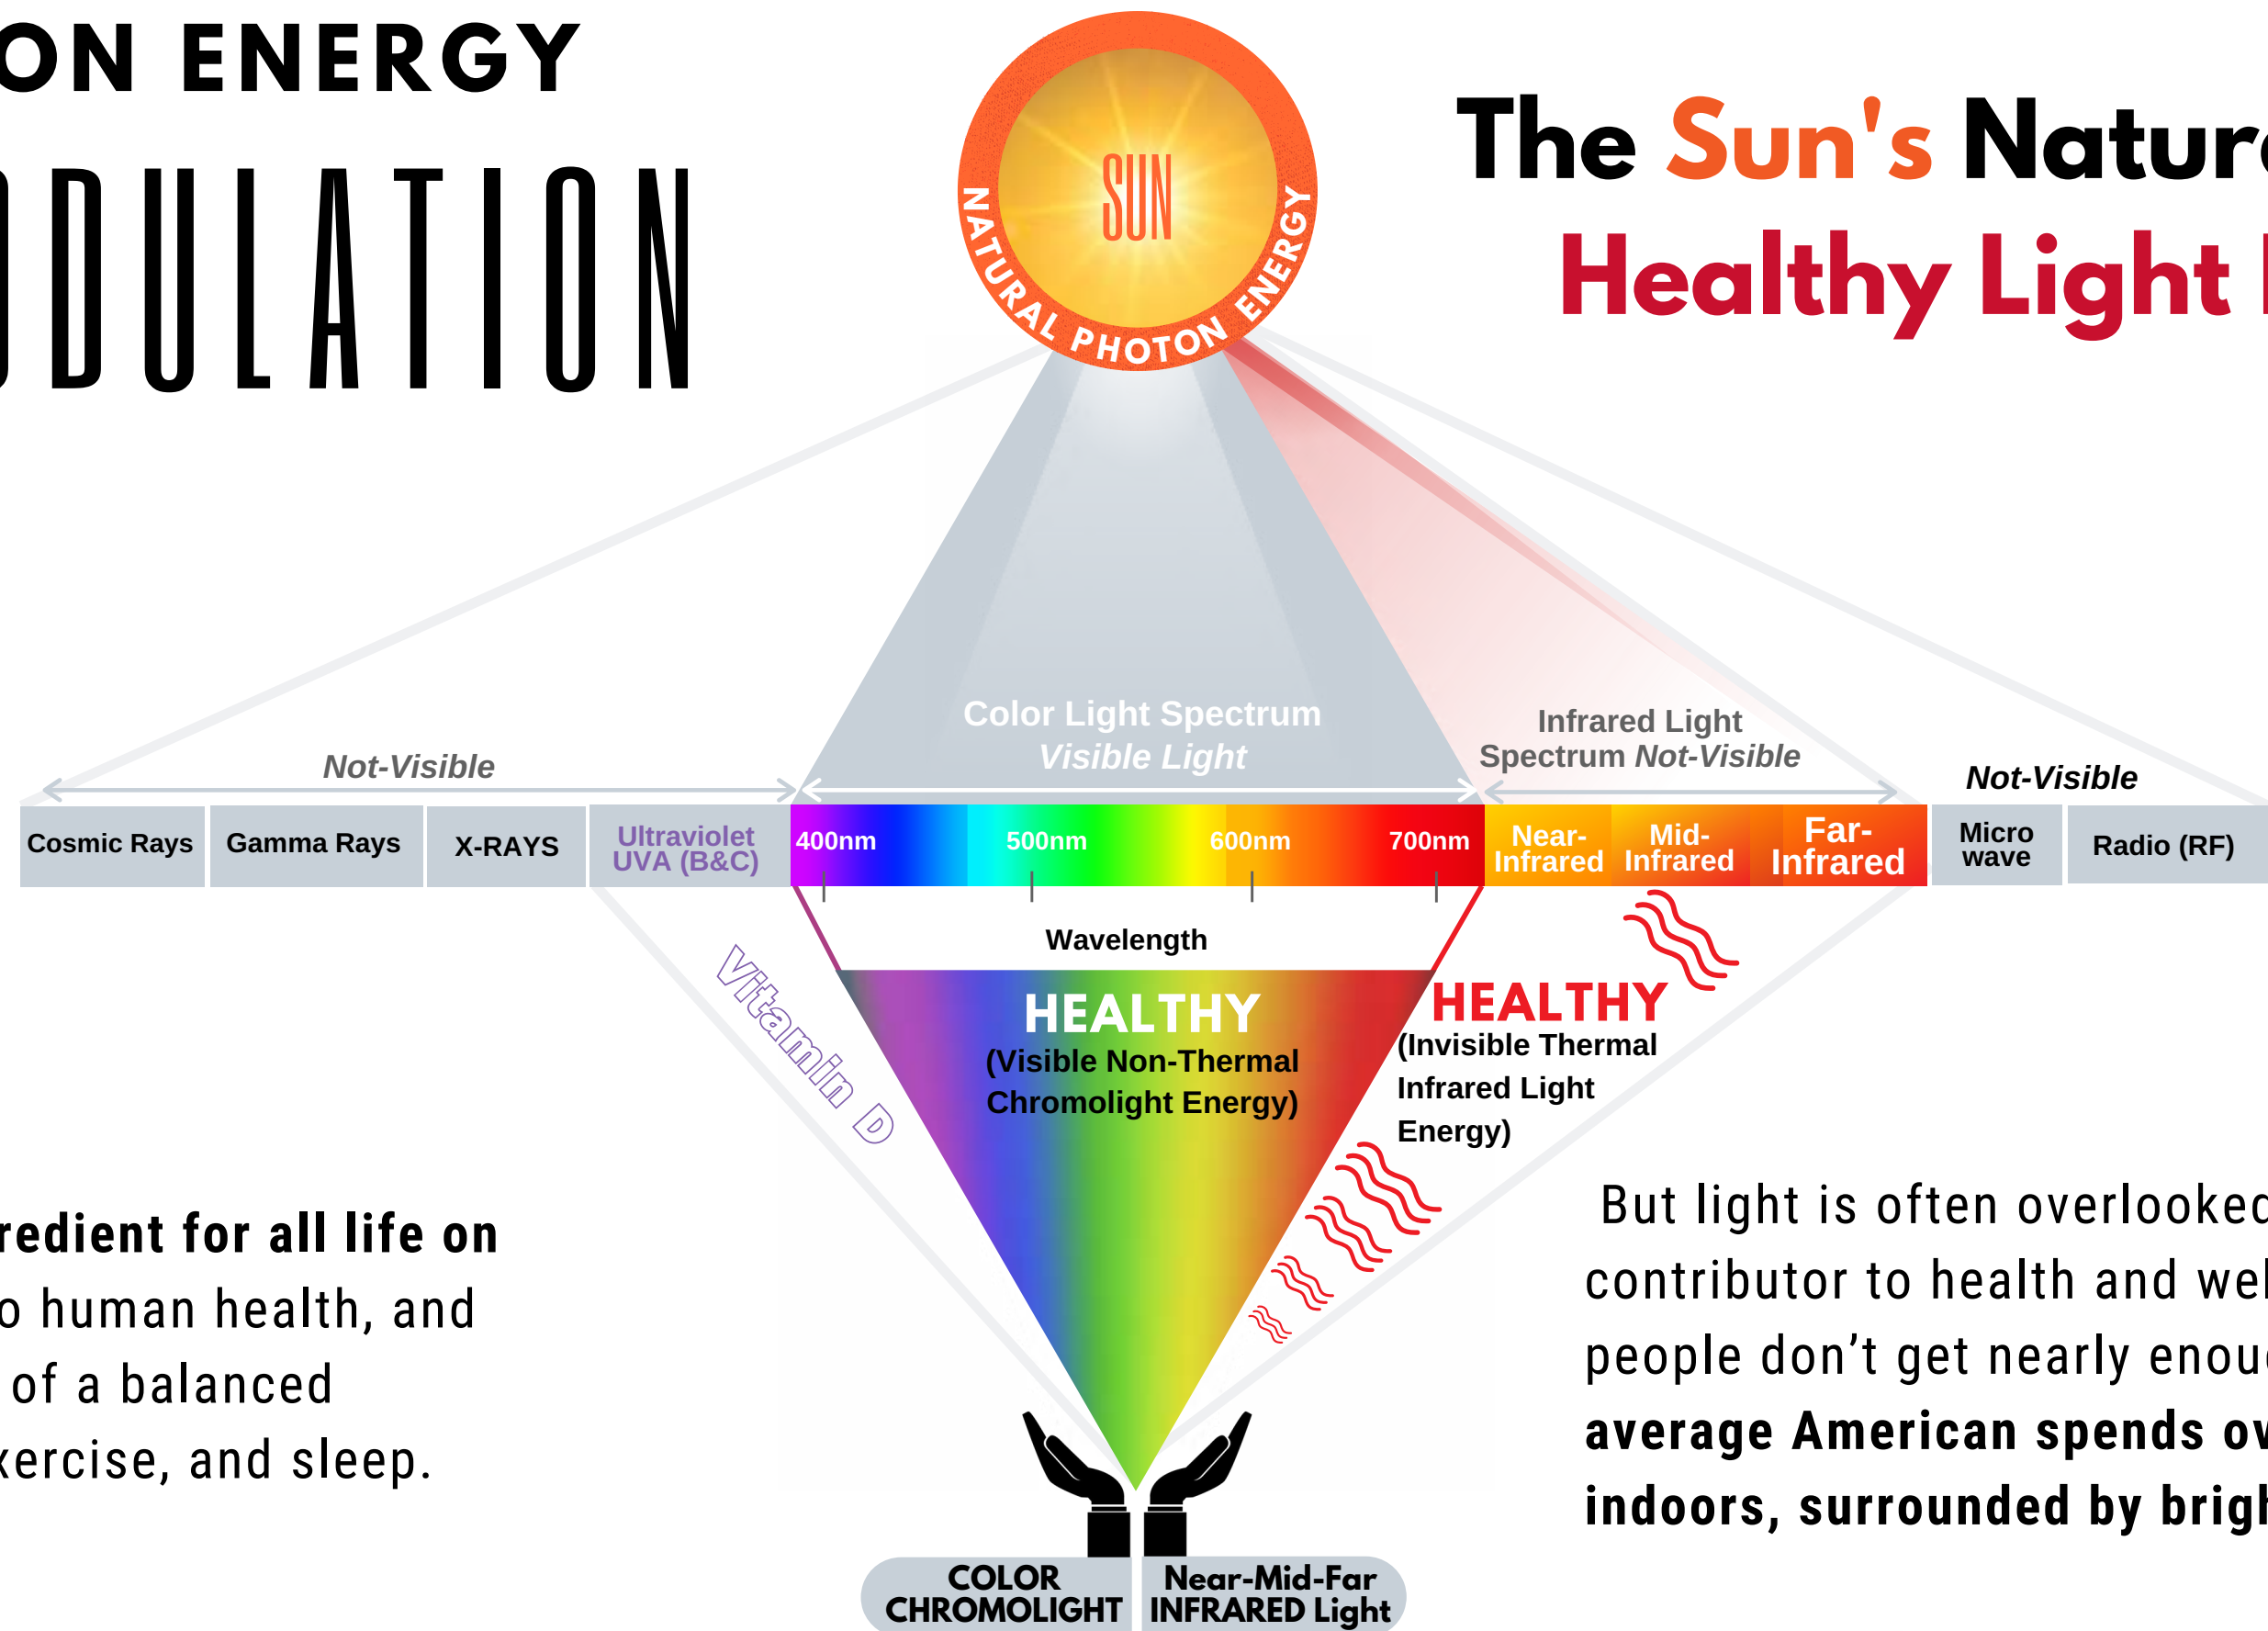 ON ENERGY
DULATION
SUN
NATURAL PHOTON ENERGY
The Sun's
Healthy Light
Color Light Spectrum
Visible Light
Infrared Light
Spectrum Not-Visible
Not-Visible
Not-Visible
Cosmic Rays
Gamma Rays
X-RAYS
Ultraviolet
UVA (B&C)
400nm
500nm
600nm
700nm
Near-
Infrared
Mid-
Infrared
Far-
Infrared
Micro
wave
Radio (RF)
Wavelength
Vitamin D
HEALTHY
(Visible Non-Thermal
Chromolight Energy)
HEALTHY
(Invisible Thermal
Infrared Light
Energy)
redient for all life on
o human health, and
of a balanced
xercise, and sleep.
But light is often overlooked
contributor to health and
people don’t get nearly
average American spends
indoors, surrounded by
COLOR
CHROMOLIGHT
Near-Mid-Far
INFRARED Light